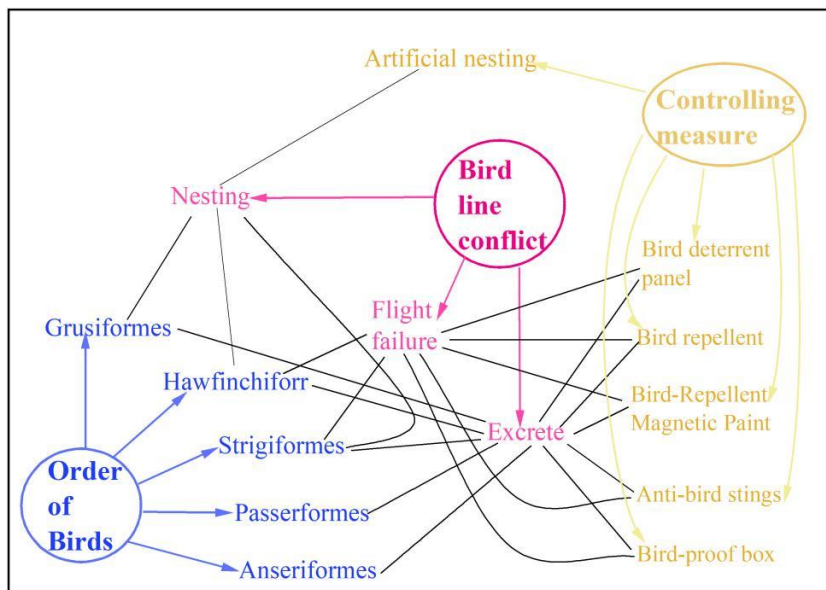 Artificial nesting
Controlling
measure
Bird
line
conflict
Nesting
Bird deterrent
panel
Flight
failure
Grusiformes
Bird repellent
Hawfinchiforr
Bird-Repellent
Magnetic Paint
Excrete
Strigiformes
Order
of
Birds
Anti-bird stings
Passerformes
Bird-proof box
Anseriformes